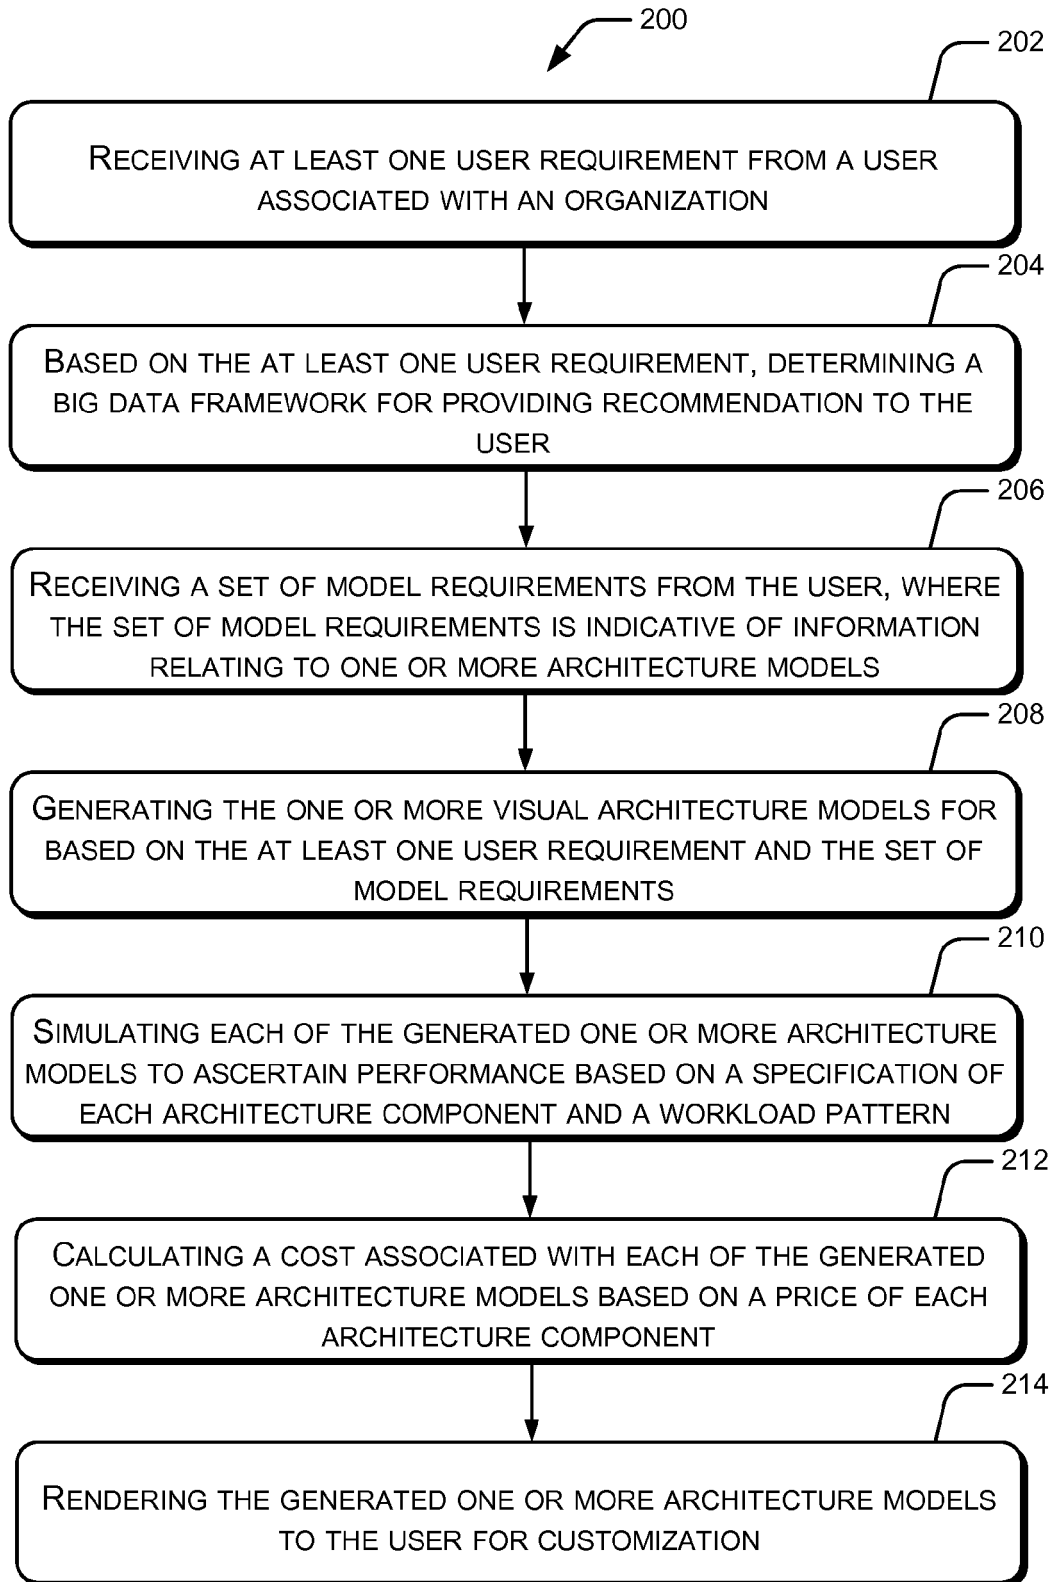 200
202
RECEIVING AT LEAST ONE USER REQUIREMENT FROM A USER
ASSOCIATED WITH AN ORGANIZATION
204
BASED ON THE AT LEAST ONE USER REQUIREMENT, DETERMINING A
BIG DATA FRAMEWORK FOR PROVIDING RECOMMENDATION TO THE
USER
206
RECEIVING A SET OF MODEL REQUIREMENTS FROM THE USER, WHERE
THE SET OF MODEL REQUIREMENTS IS INDICATIVE OF INFORMATION
RELATING TO ONE OR MORE ARCHITECTURE MODELS
208
GENERATING THE ONE OR MORE VISUAL ARCHITECTURE MODELS FOR
BASED ON THE AT LEAST ONE USER REQUIREMENT AND THE SET OF
MODEL REQUIREMENTS
210
SIMULATING EACH OF THE GENERATED ONE OR MORE ARCHITECTURE
MODELS TO ASCERTAIN PERFORMANCE BASED ON A SPECIFICATION OF
EACH ARCHITECTURE COMPONENT AND A WORKLOAD PATTERN
212
CALCULATING A COST ASSOCIATED WITH EACH OF THE GENERATED
ONE OR MORE ARCHITECTURE MODELS BASED ON A PRICE OF EACH
ARCHITECTURE COMPONENT
214
RENDERING THE GENERATED ONE OR MORE ARCHITECTURE MODELS
TO THE USER FOR CUSTOMIZATION